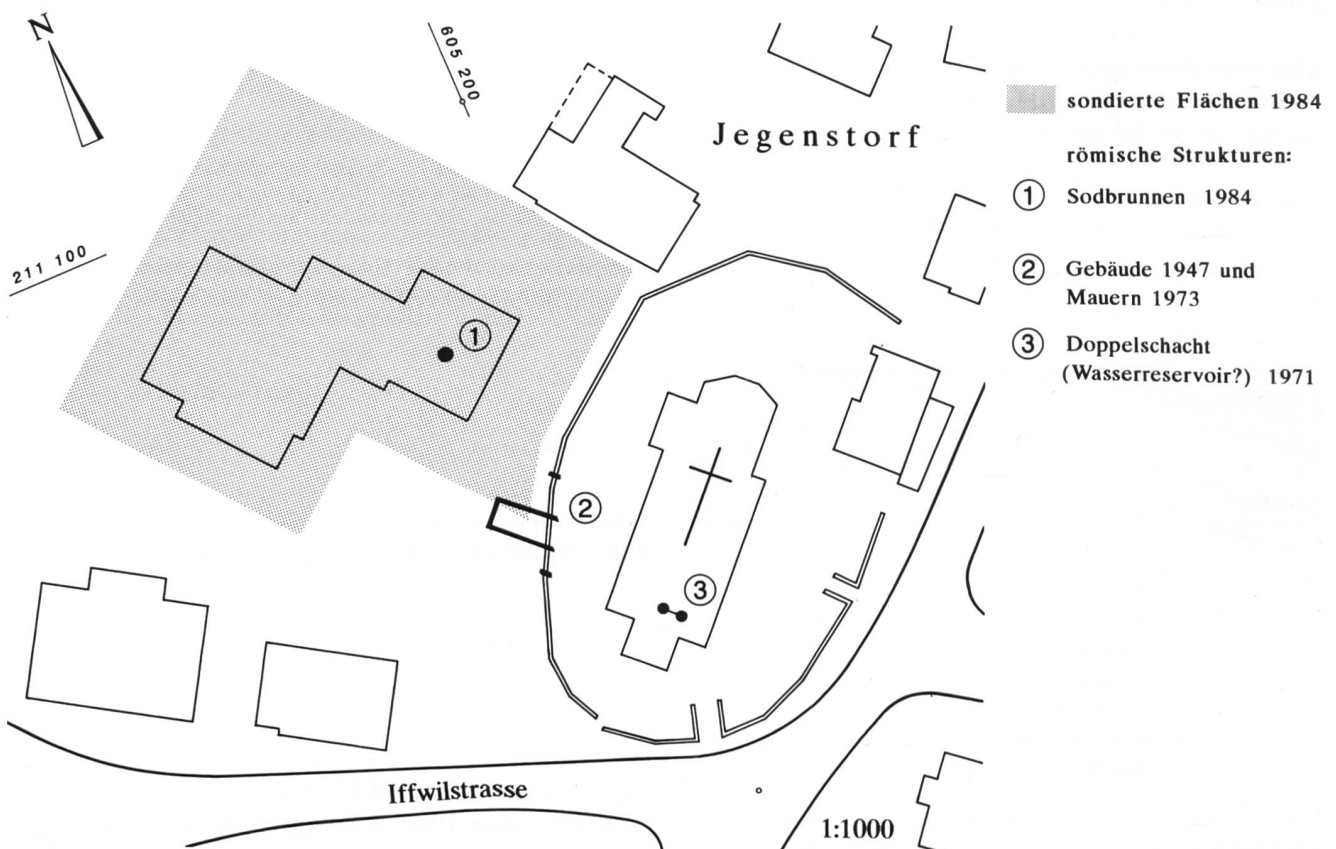 N
605 200
Jegenstorf
211 100
1
2
3
Iffwilstrasse
1:1000
sondierte Flächen 1984
römische Strukturen:
1 Sodbrunnen 1984
2 Gebäude 1947 und
Mauern 1973
3 Doppelschacht
(Wasserreservoir?) 1971